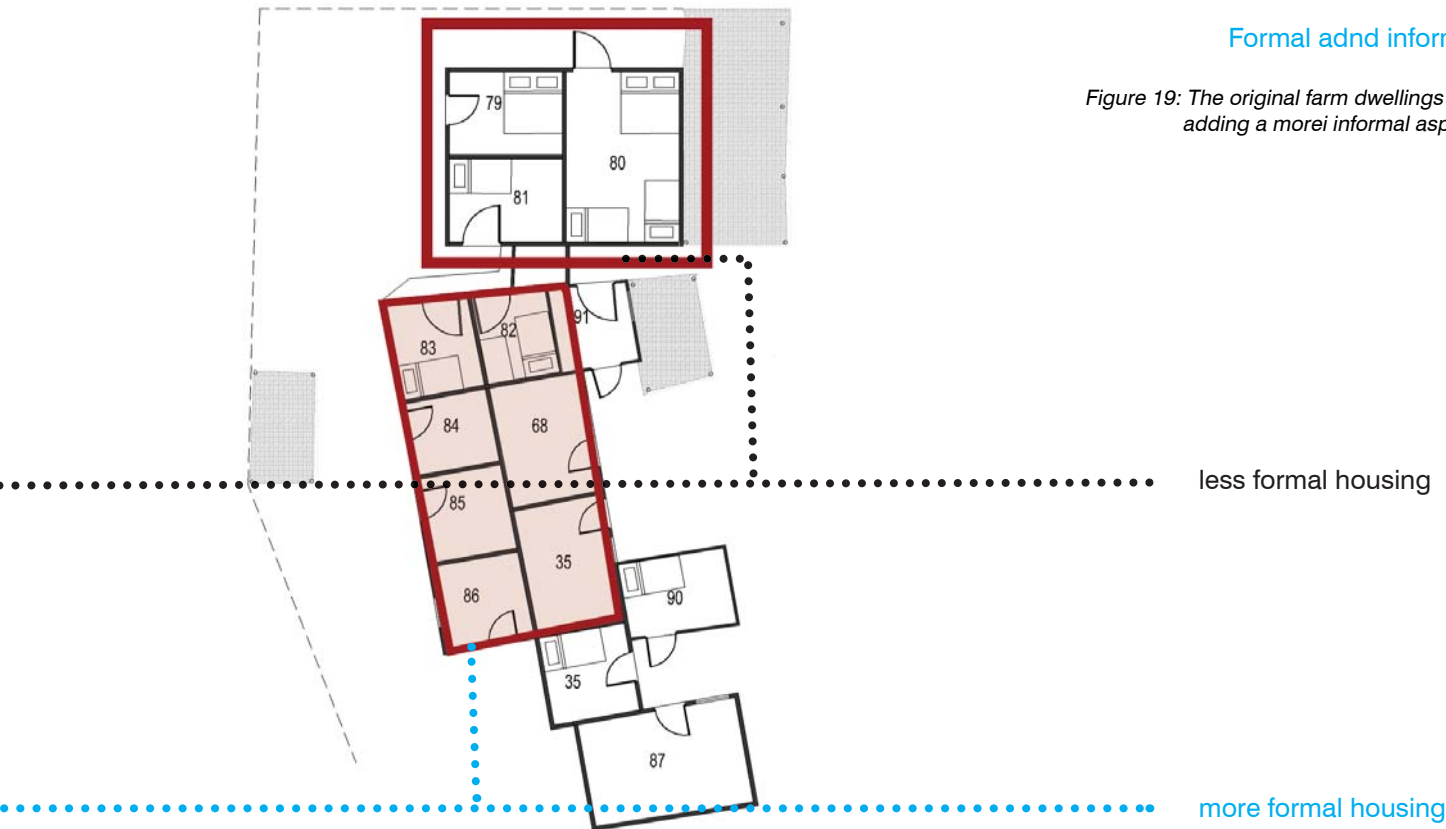 Formal adnd inform
Figure 19: The original farm dwellings
adding a morei informal asp
79
80
81
91
82
83
84
68
less formal housing
85
35
86
90
35
87
more formal housing